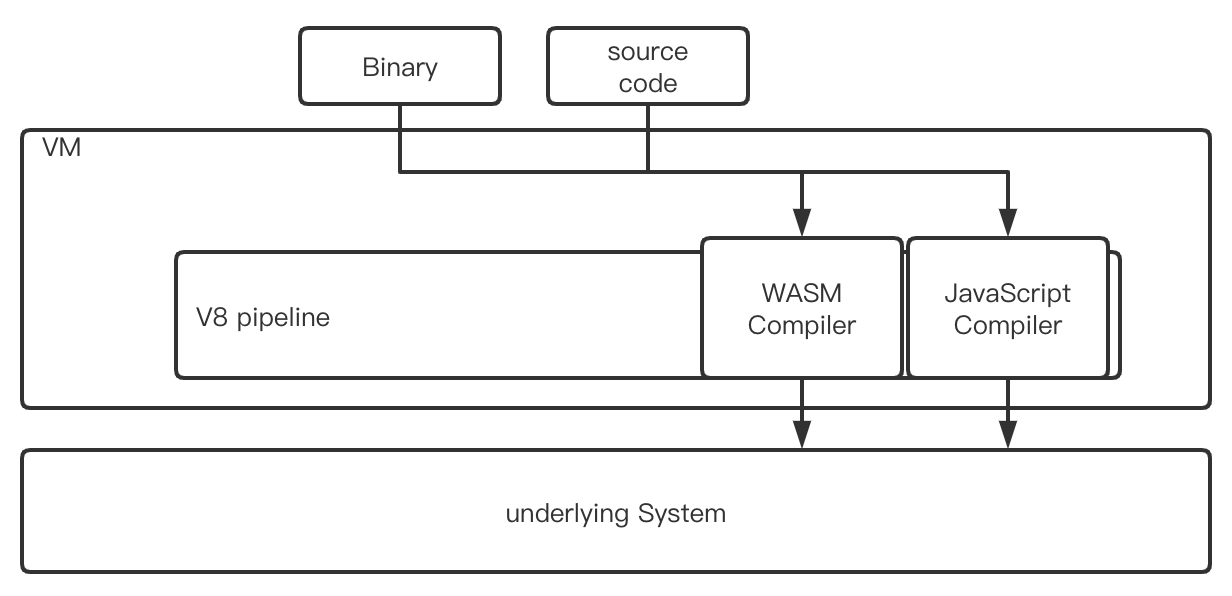 Binary
source
code
VM
V8 pipeline
WASM
Compiler
JavaScript
Compiler
underlying System